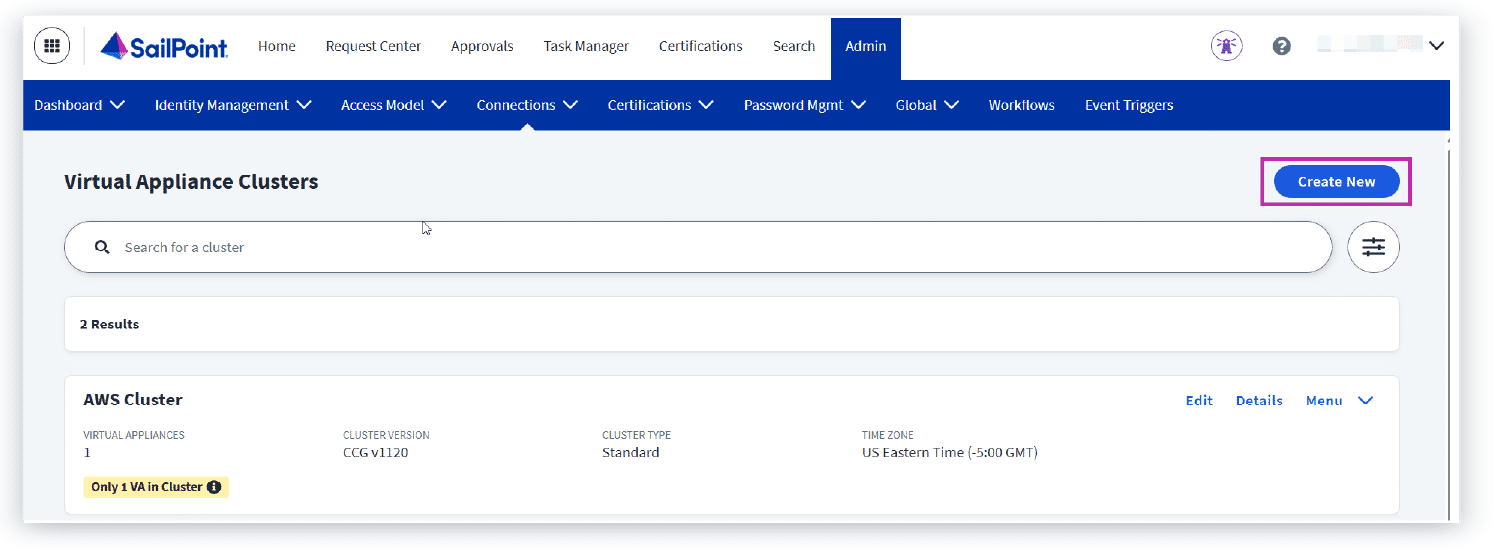 SailPoint Home Request Center Approvals Task Manager Certifications Search Admin
Dashboard Identity Management Access Model Connections Certifications Password Mgmt Global Workflows Event Triggers
Virtual Appliance Clusters Create New
Search for a cluster
2 Results
AWS Cluster Edit Details Menu
VIRTUAL APPLIANCES CLUSTER VERSION CLUSTER TYPE TIME ZONE
1 CCG v1120 Standard US Eastern Time (-5:00 GMT)
Only 1 VA in Cluster